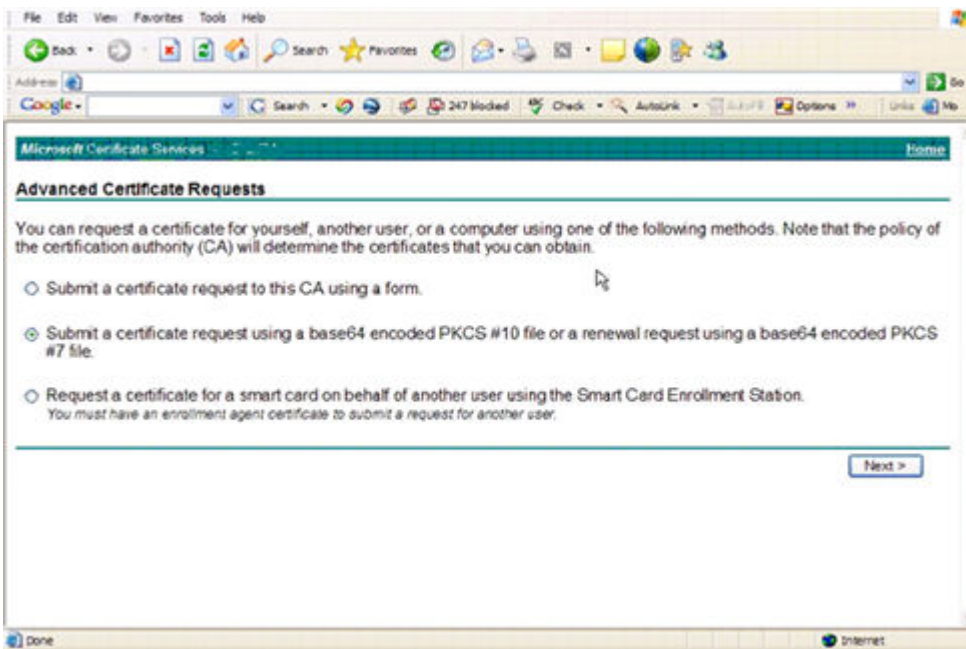 File Edit View Favorites Tools Help
Back Search Favorites
Address Go
Google Search 247 blocked Check AutoLink AutoFill Options Links
Microsoft Certificate Services Home
Advanced Certificate Requests
You can request a certificate for yourself, another user, or a computer using one of the following methods. Note that the policy of
the certification authority (CA) will determine the certificates that you can obtain.
Submit a certificate request to this CA using a form.
Submit a certificate request using a base64 encoded PKCS #10 file or a renewal request using a base64 encoded PKCS
#7 file.
Request a certificate for a smart card on behalf of another user using the Smart Card Enrollment Station.
You must have an enrollment agent certificate to submit a request for another user.
Next >
Done Internet